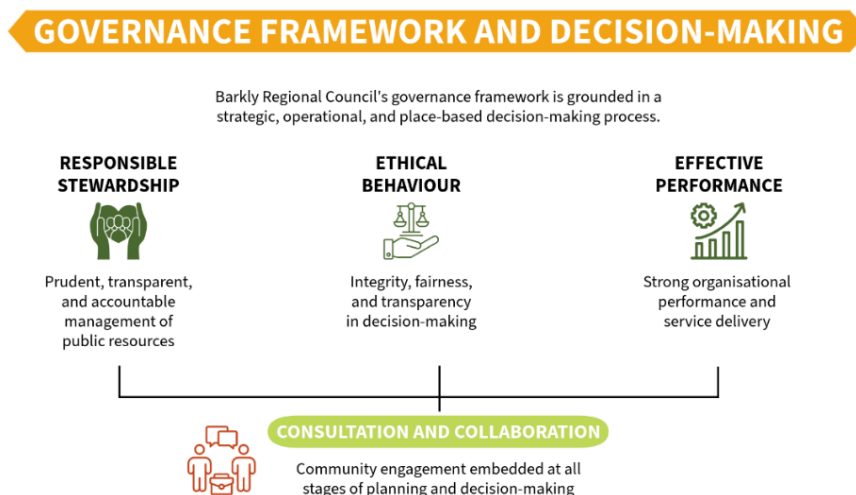 GOVERNANCE FRAMEWORK AND DECISION-MAKING
Barkly Regional Council's governance framework is grounded in a
strategic, operational, and place-based decision-making process.
RESPONSIBLE
STEWARDSHIP
Prudent, transparent,
and accountable
management of
public resources
ETHICAL
BEHAVIOUR
Integrity, fairness,
and transparency
in decision-making
EFFECTIVE
PERFORMANCE
Strong organisational
performance and
service delivery
CONSULTATION AND COLLABORATION
Community engagement embedded at all
stages of planning and decision-making